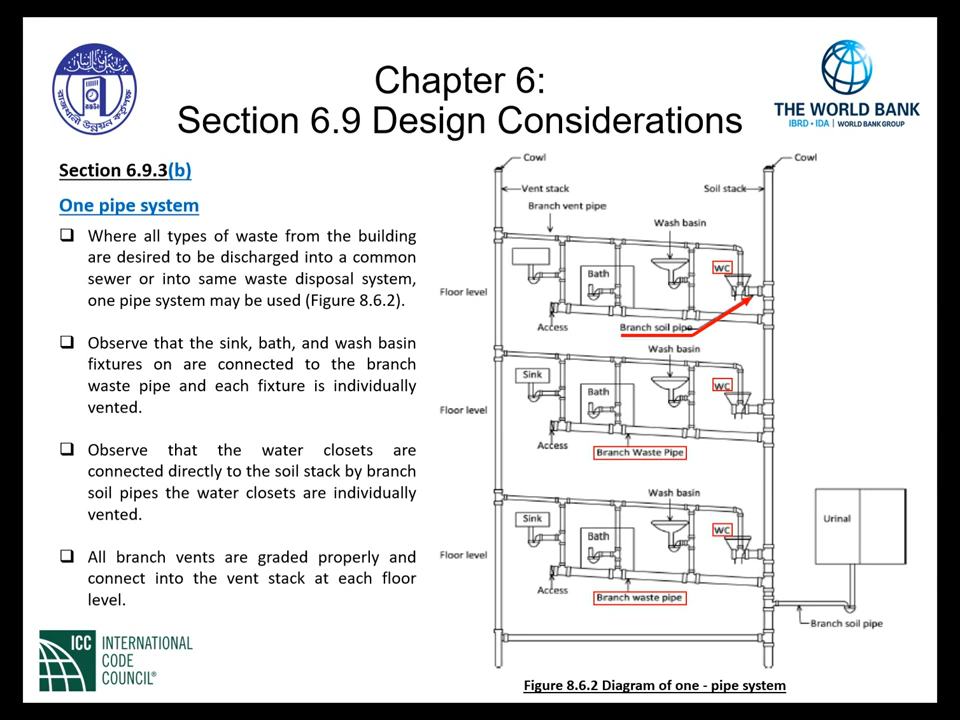 Chapter 6:
Section 6.9 Design Considerations
THE WORLD BANK
IBRD • IDA | WORLD BANK GROUP
Section 6.9.3(b)
One pipe system
❑ Where all types of waste from the building
are desired to be discharged into a common
sewer or into same waste disposal system,
one pipe system may be used (Figure 8.6.2).
❑ Observe that the sink, bath, and wash basin
fixtures on are connected to the branch
waste pipe and each fixture is individually
vented.
❑ Observe that the water closets are
connected directly to the soil stack by branch
soil pipes the water closets are individually
vented.
❑ All branch vents are graded properly and
connect into the vent stack at each floor
level.
ICC INTERNATIONAL
CODE
COUNCIL®
Cowl
Cowl
Vent stack
Soil stack
Branch vent pipe
Wash basin
WC
Bath
Floor level
Access
Branch soil pipe
Wash basin
Sink
WC
Bath
Floor level
Access
Branch Waste Pipe
Wash basin
Sink
WC
Bath
Urinal
Floor level
Access
Branch waste pipe
Branch soil pipe
Figure 8.6.2 Diagram of one - pipe system